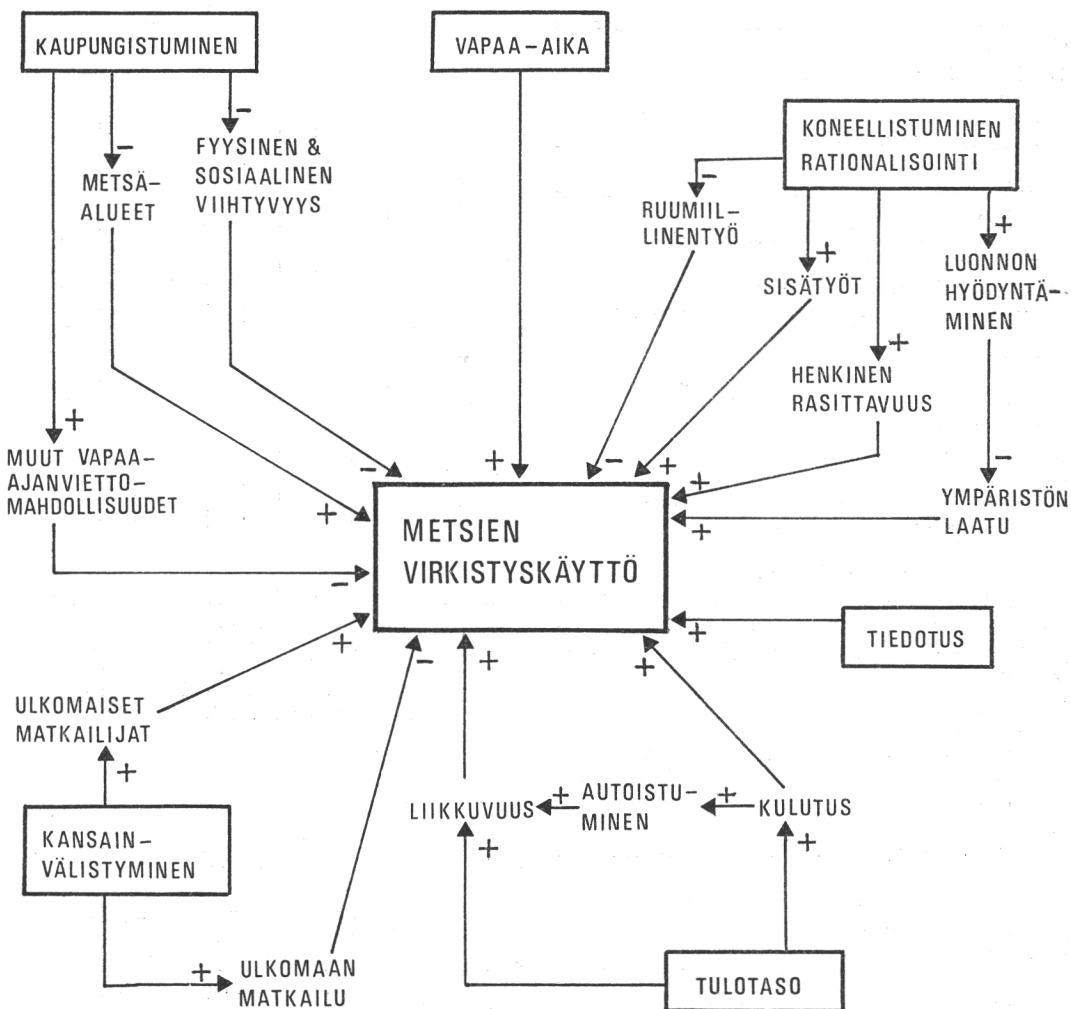 KAUPUNGISTUMINEN
VAPAA-AIKA
KONEELLISTUMINEN
RATIONALISOINTI
-
-
-
FYYSINEN &
SOSIAALINEN
VIIHTYVYYS
METSÄ-
ALUEET
-
RUUMIIL-
LINENTYÖ
+
SISÄTYÖT
+
LUONNON
HYÖDYNTÄ-
MINEN
+
HENKINEN
RASITTAVUUS
+
MUUT VAPAA-
AJANVIETTO-
MAHDOLLISUUDET
-
YMPÄRISTÖN
LAATU
-
+
-
+
+
+
+
-
METSIEN
VIRKISTYSKÄYTTÖ
+
TIEDOTUS
+
-
+
+
ULKOMAISET
MATKAILIJAT
+
KANSAIN-
VÄLISTYMINEN
LIIKKUVUUS
+
AUTOISTU-
MINEN
+
KULUTUS
+
+
+
ULKOMAAN
MATKAILU
TULOTASO